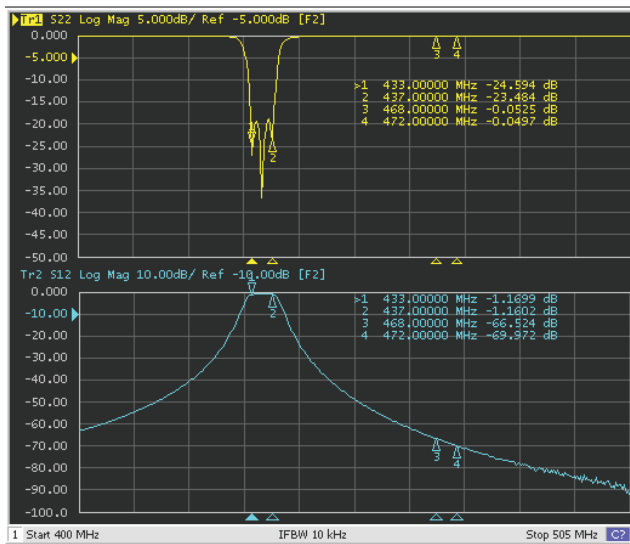 Tr1 S22 Log Mag 5.000dB/ Ref -5.000dB [F2]
0.000
-5.000
-10.00
-15.00
-20.00
-25.00
-30.00
-35.00
-40.00
-45.00
-50.00
>1 433.00000 MHz -24.594 dB
2 437.00000 MHz -23.484 dB
3 468.00000 MHz -0.0525 dB
4 472.00000 MHz -0.0497 dB
2
3
4
Tr2 S12 Log Mag 10.00dB/ Ref -10.00dB [F2]
0.000
-10.00
-20.00
-30.00
-40.00
-50.00
-60.00
-70.00
-80.00
-90.00
-100.0
>1 433.00000 MHz -1.1699 dB
2 437.00000 MHz -1.1602 dB
3 468.00000 MHz -66.524 dB
4 472.00000 MHz -69.972 dB
2
3
4
1 Start 400 MHz IFBW 10 kHz Stop 505 MHz C?